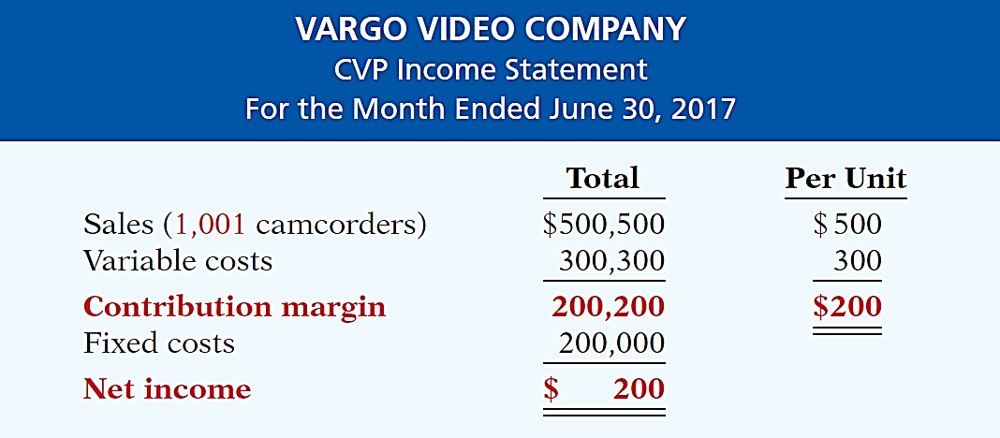 VARGO VIDEO COMPANY
CVP Income Statement
For the Month Ended June 30, 2017
Total Per Unit
Sales (1,001 camcorders) $500,500 $500
Variable costs 300,300 300
Contribution margin 200,200 $200
Fixed costs 200,000
Net income $ 200